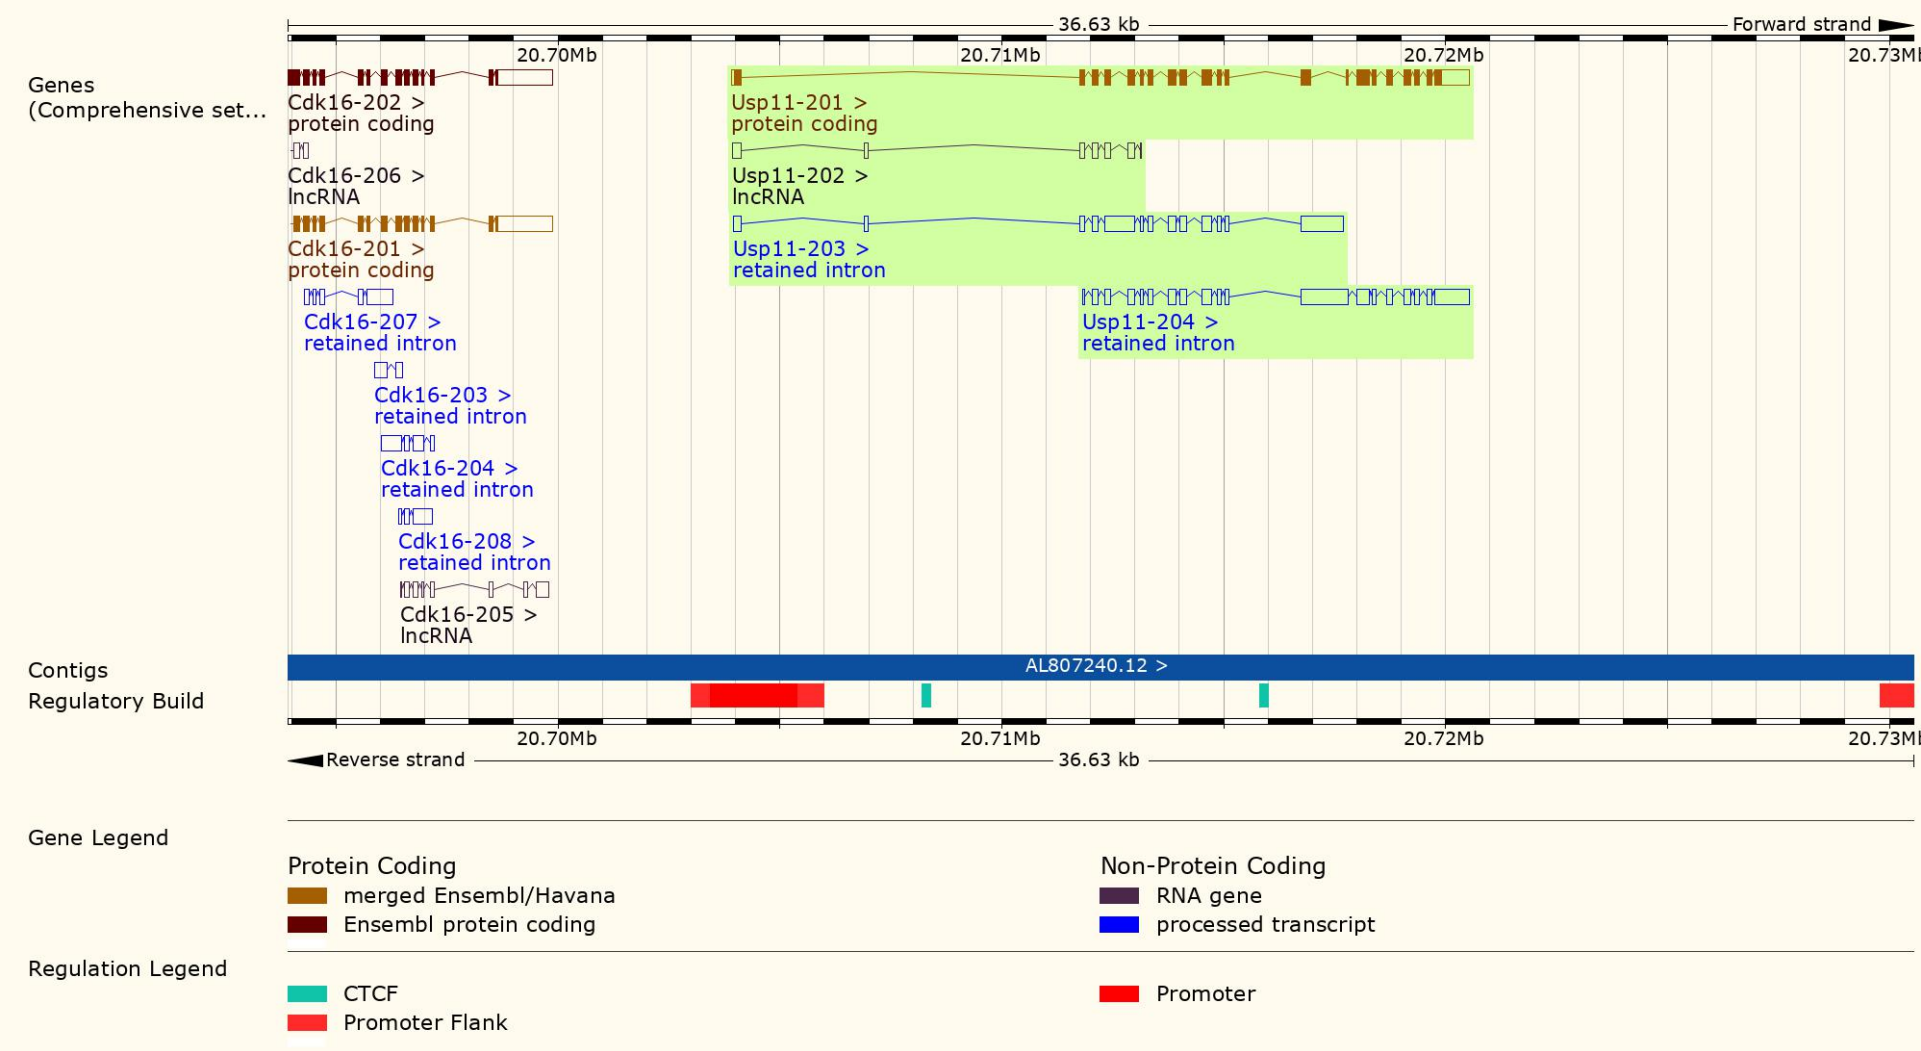 36.63 kb Forward strand
20.70Mb 20.71Mb 20.72Mb 20.73Mb
Genes
(Comprehensive set...
Cdk16-202 >
protein coding
Usp11-201 >
protein coding
Cdk16-206 >
lncRNA
Usp11-202 >
lncRNA
Cdk16-201 >
protein coding
Usp11-203 >
retained intron
Cdk16-207 >
retained intron
Usp11-204 >
retained intron
Cdk16-203 >
retained intron
Cdk16-204 >
retained intron
Cdk16-208 >
retained intron
Cdk16-205 >
lncRNA
Contigs
AL807240.12 >
Regulatory Build
20.70Mb 20.71Mb 20.72Mb 20.73Mb
Reverse strand 36.63 kb
Gene Legend
Protein Coding
merged Ensembl/Havana
Ensembl protein coding
Non-Protein Coding
RNA gene
processed transcript
Regulation Legend
CTCF
Promoter Flank
Promoter